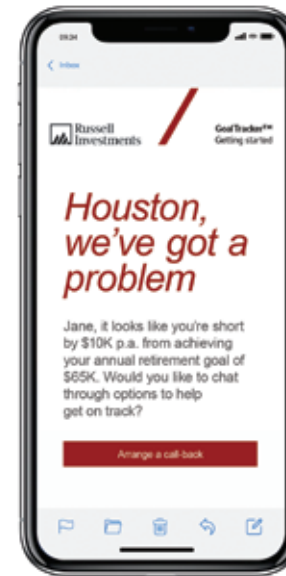 09:34
Inbox
Russell
Investments
GoalTracker™
Getting started
Houston,
we've got a
problem
Jane, it looks like you're short
by $10K p.a. from achieving
your annual retirement goal of
$65K. Would you like to chat
through options to help
get on track?
Arrange a call-back